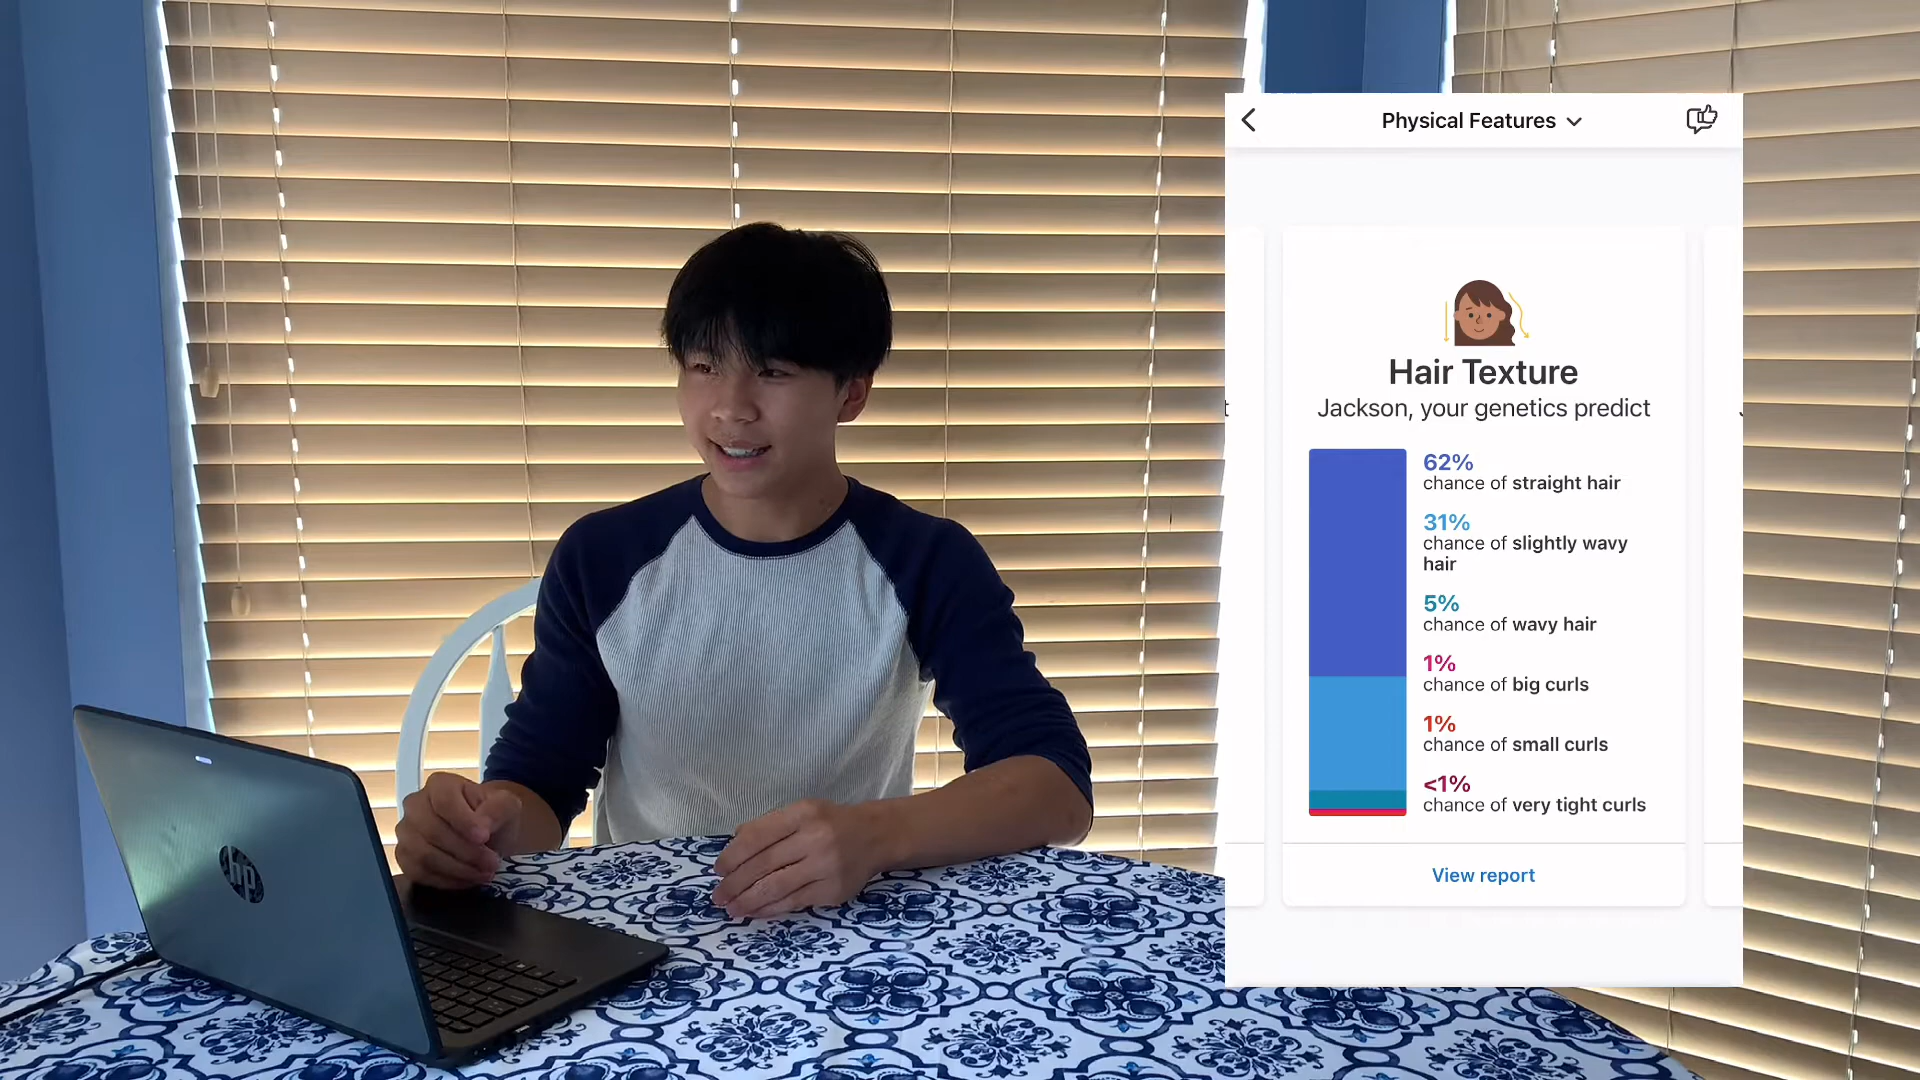 Physical Features
Hair Texture
Jackson, your genetics predict
62%
chance of straight hair
31%
chance of slightly wavy
hair
5%
chance of wavy hair
1%
chance of big curls
1%
chance of small curls
<1%
chance of very tight curls
View report
hp